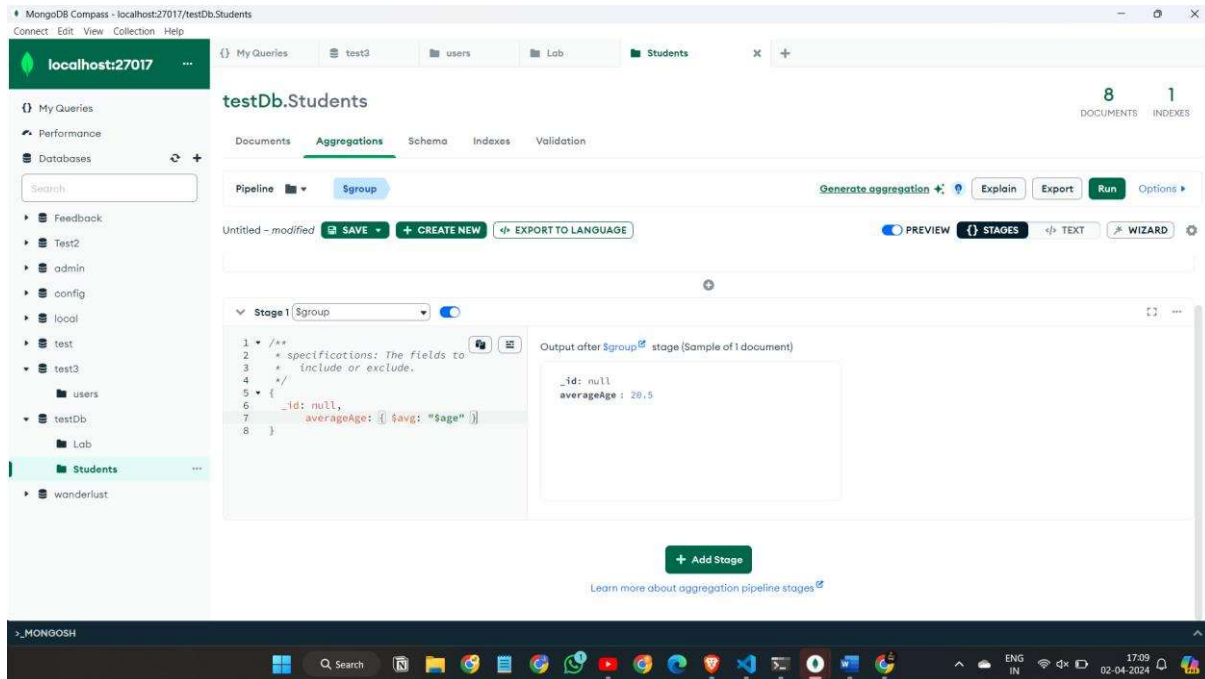 MongoDB Compass - localhost:27017/testDb.Students
Connect Edit View Collection Help
localhost:27017 ...
{} My Queries test3 users Lab Students
{} My Queries
Performance
Databases
Search
Feedback
Test2
admin
config
local
test
test3
users
testDb
Lab
Students ...
wanderlust
testDb.Students
8 1
DOCUMENTS INDEXES
Documents Aggregations Schema Indexes Validation
Pipeline $group Generate aggregation Explain Export Run Options
Untitled – modified SAVE + CREATE NEW </> EXPORT TO LANGUAGE PREVIEW {} STAGES </> TEXT WIZARD
Stage 1 $group ...
1 /**
2 * specifications: The fields to
3 * include or exclude.
4 */
5 {
6 _id: null,
7 averageAge: { $avg: "$age" }
8 }
Output after $group stage (Sample of 1 document)
_id: null
averageAge : 20.5
+ Add Stage
Learn more about aggregation pipeline stages
>_MONGOSH
Search
ENG
IN
17:09
02-04-2024